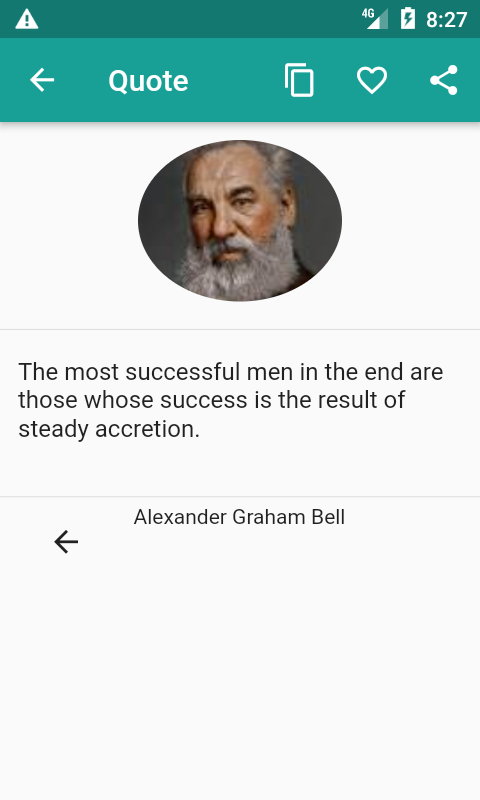 4G 8:27
Quote
The most successful men in the end are
those whose success is the result of
steady accretion.
Alexander Graham Bell